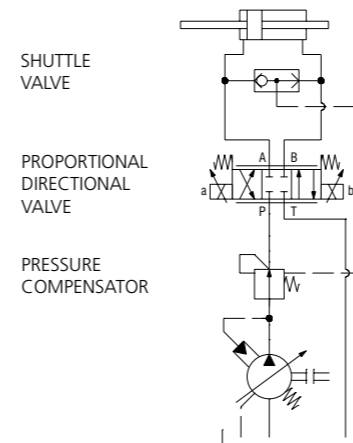 SHUTTLE
VALVE
A B
PROPORTIONAL
DIRECTIONAL
VALVE
a b
P T
PRESSURE
COMPENSATOR